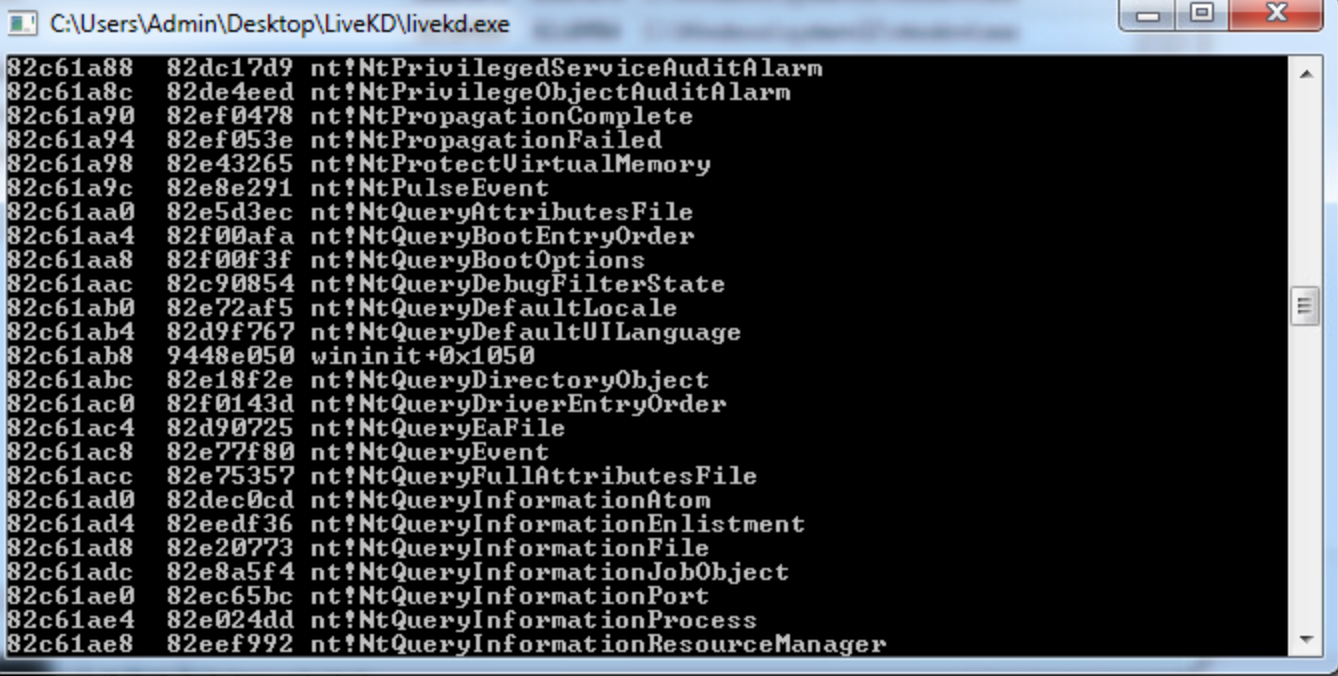 C:\Users\Admin\Desktop\LiveKD\livekd.exe
82c61a88  82dc17d9 nt!NtPrivilegedServiceAuditAlarm
82c61a8c  82de4eed nt!NtPrivilegeObjectAuditAlarm
82c61a90  82ef0478 nt!NtPropagationComplete
82c61a94  82ef053e nt!NtPropagationFailed
82c61a98  82e43265 nt!NtProtectVirtualMemory
82c61a9c  82e8e291 nt!NtPulseEvent
82c61aa0  82e5d3ec nt!NtQueryAttributesFile
82c61aa4  82f00afa nt!NtQueryBootEntryOrder
82c61aa8  82f00f3f nt!NtQueryBootOptions
82c61aac  82c90854 nt!NtQueryDebugFilterState
82c61ab0  82e72af5 nt!NtQueryDefaultLocale
82c61ab4  82d9f767 nt!NtQueryDefaultUILanguage
82c61ab8  9448e050 wininit+0x1050
82c61abc  82e18f2e nt!NtQueryDirectoryObject
82c61ac0  82f0143d nt!NtQueryDriverEntryOrder
82c61ac4  82d90725 nt!NtQueryEaFile
82c61ac8  82e77f80 nt!NtQueryEvent
82c61acc  82e75357 nt!NtQueryFullAttributesFile
82c61ad0  82dec0cd nt!NtQueryInformationAtom
82c61ad4  82eedf36 nt!NtQueryInformationEnlistment
82c61ad8  82e20773 nt!NtQueryInformationFile
82c61adc  82e8a5f4 nt!NtQueryInformationJobObject
82c61ae0  82ec65bc nt!NtQueryInformationPort
82c61ae4  82e024dd nt!NtQueryInformationProcess
82c61ae8  82eef992 nt!NtQueryInformationResourceManager